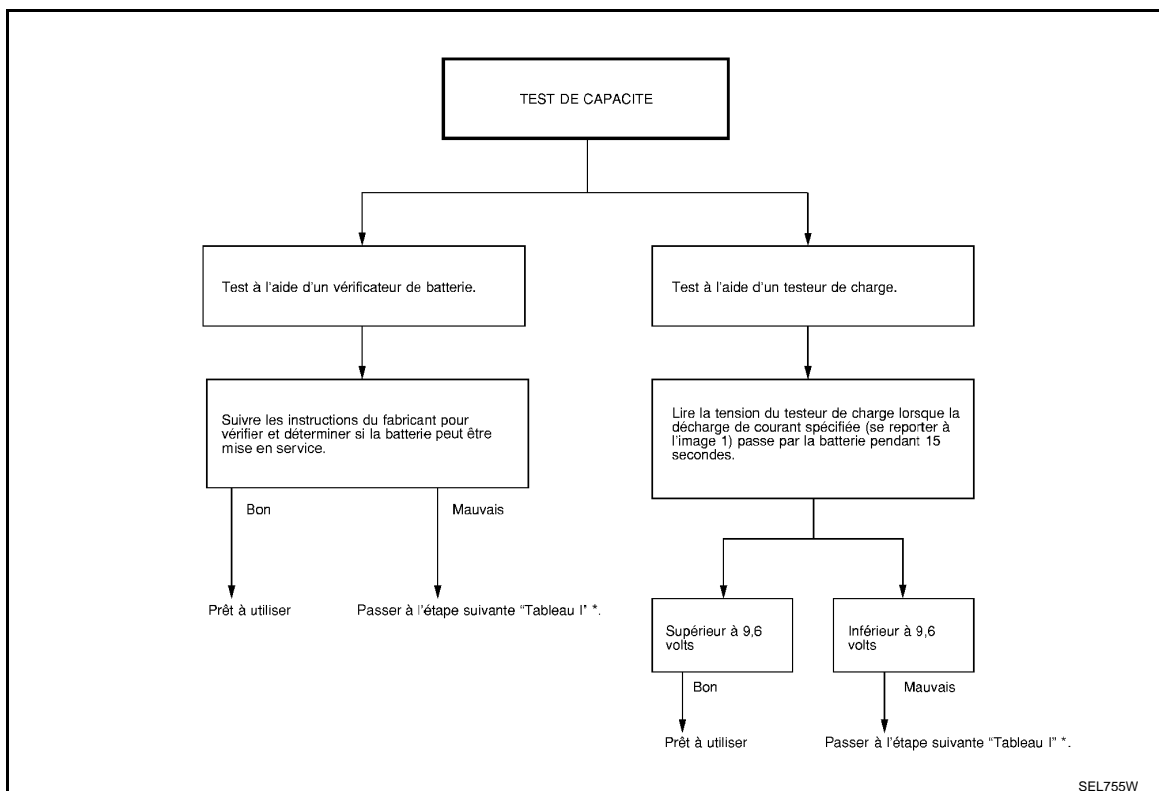 TEST DE CAPACITE
Test à l'aide d'un vérificateur de batterie.
Test à l'aide d'un testeur de charge.
Suivre les instructions du fabricant pour
vérifier et déterminer si la batterie peut être
mise en service.
Lire la tension du testeur de charge lorsque la
décharge de courant spécifiée (se reporter à
l'image 1) passe par la batterie pendant 15
secondes.
Bon
Mauvais
Prêt à utiliser
Passer à l'étape suivante “Tableau I” *.
Supérieur à 9,6
volts
Inférieur à 9,6
volts
Bon
Mauvais
Prêt à utiliser
Passer à l'étape suivante “Tableau I” *.
SEL755W